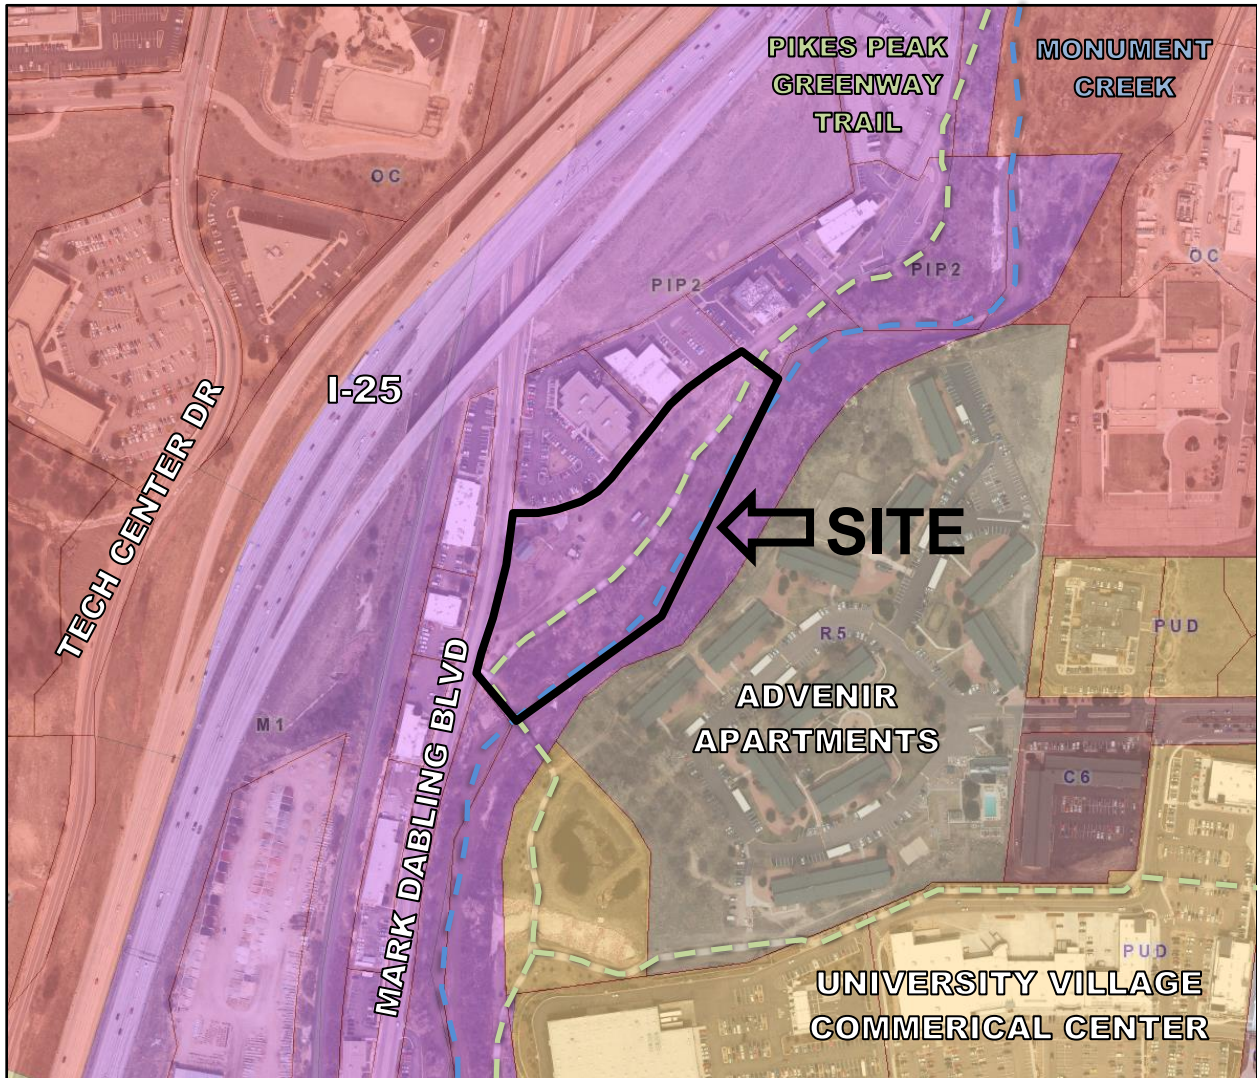 PIKES PEAK
GREENWAY
TRAIL
MONUMENT
CREEK
OC
OC
PIP2
PIP2
I-25
TECH CENTER DR
SITE
R5
PUD
ADVENIR
APARTMENTS
M1
MARK DABLING BLVD
C6
PUD
UNIVERSITY VILLAGE
COMMERICAL CENTER